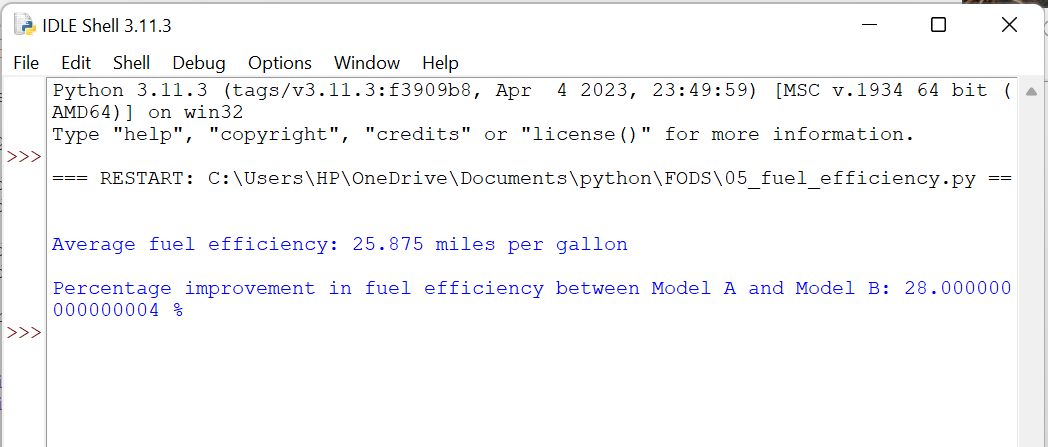 IDLE Shell 3.11.3
File Edit Shell Debug Options Window Help
Python 3.11.3 (tags/v3.11.3:f3909b8, Apr  4 2023, 23:49:59) [MSC v.1934 64 bit (
AMD64)] on win32
Type "help", "copyright", "credits" or "license()" for more information.
>>>
=== RESTART: C:\Users\HP\OneDrive\Documents\python\FODS\05_fuel_efficiency.py ==
Average fuel efficiency: 25.875 miles per gallon
Percentage improvement in fuel efficiency between Model A and Model B: 28.000000
000000004 %
>>>